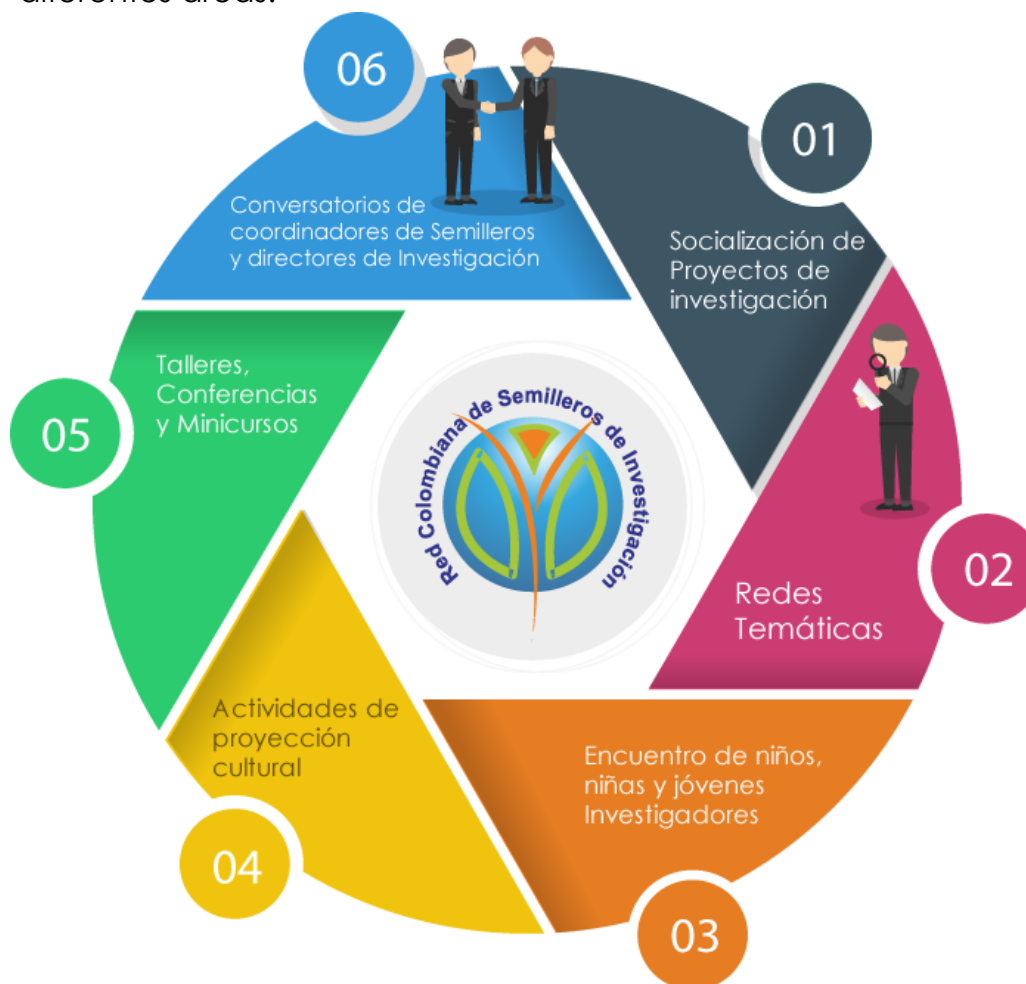 diferentes áreas.
06
01
Conversatorios de
coordinadores de Semilleros
y directores de Investigación
Socialización de
Proyectos de
investigación
Talleres,
Conferencias
y Minicursos
05
Red Colombiana de Semilleros de Investigación
02
Redes
Temáticas
Actividades de
proyección
cultural
Encuentro de niños,
niñas y jóvenes
Investigadores
04
03